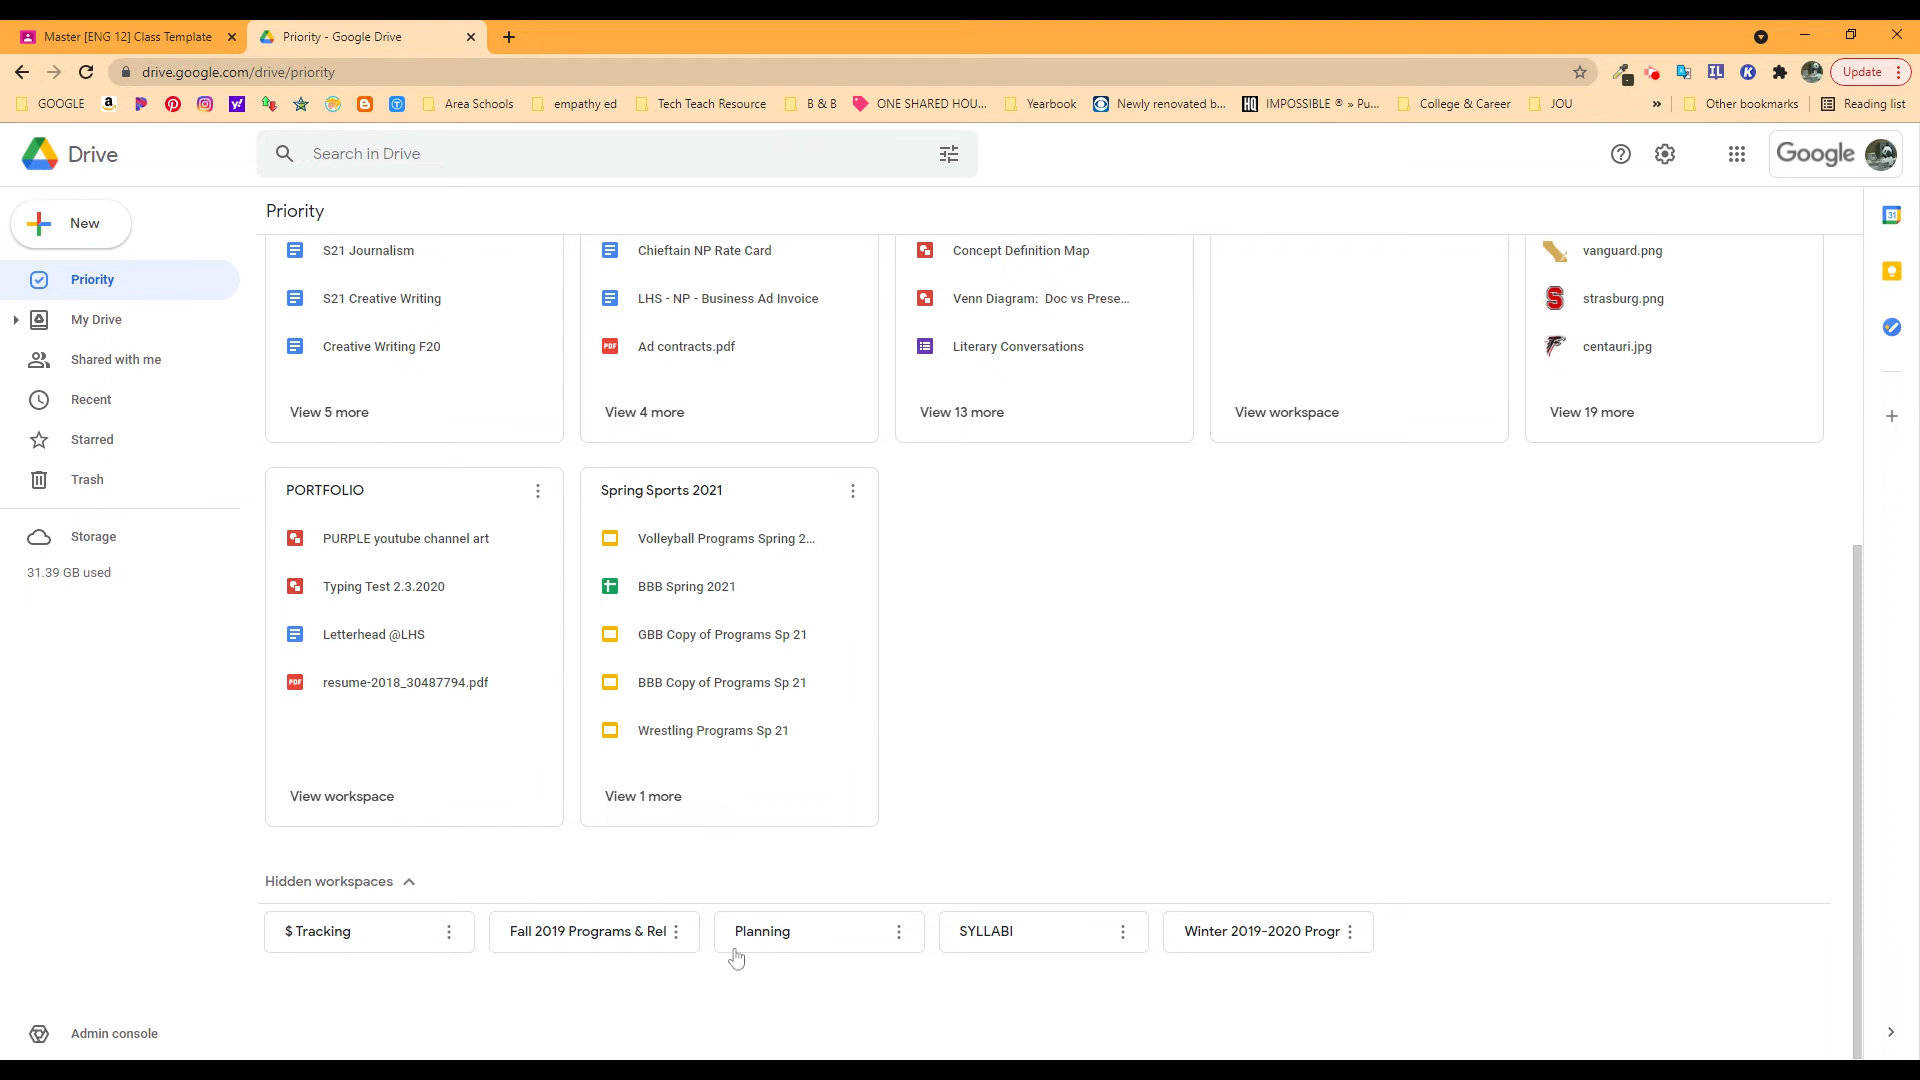 Master [ENG 12] Class Template
Priority - Google Drive
drive.google.com/drive/priority
Update
GOOGLE
Area Schools
empathy ed
Tech Teach Resource
B & B
ONE SHARED HOU...
Yearbook
Newly renovated b...
IMPOSSIBLE ® » Pu...
College & Career
JOU
»
Other bookmarks
Reading list
Drive
Search in Drive
Google
New
Priority
My Drive
Shared with me
Recent
Starred
Trash
Storage
31.39 GB used
Admin console
Priority
S21 Journalism
S21 Creative Writing
Creative Writing F20
View 5 more
Chieftain NP Rate Card
LHS - NP - Business Ad Invoice
PDF
Ad contracts.pdf
View 4 more
Concept Definition Map
Venn Diagram: Doc vs Prese...
Literary Conversations
View 13 more
View workspace
vanguard.png
strasburg.png
centauri.jpg
View 19 more
PORTFOLIO
PURPLE youtube channel art
Typing Test 2.3.2020
Letterhead @LHS
PDF
resume-2018_30487794.pdf
View workspace
Spring Sports 2021
Volleyball Programs Spring 2...
BBB Spring 2021
GBB Copy of Programs Sp 21
BBB Copy of Programs Sp 21
Wrestling Programs Sp 21
View 1 more
Hidden workspaces
$ Tracking
Fall 2019 Programs & Rel
Planning
SYLLABI
Winter 2019-2020 Progr
31